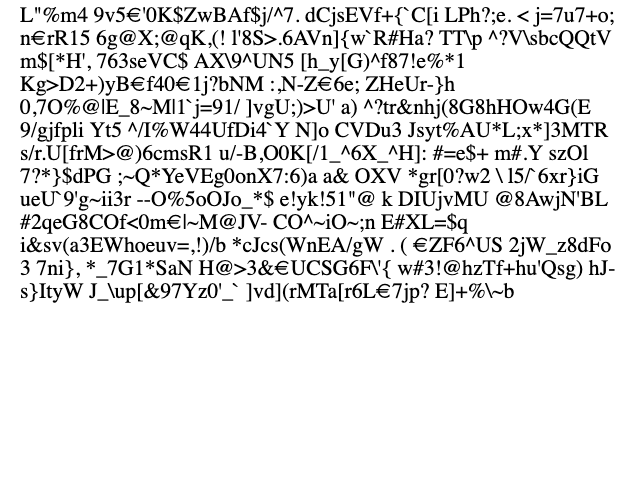 L"%m4 9v5€'0K$ZwBAf$j/^7. dCjsEVf+{`C[i LPh?;e. < j=7u7+o;
n€rR15 6g@X;@qK,(! l'8S>.6AVn]{w`R#Ha? TT\p ^?V\sbcQQtV
m$[*H', 763seVC$ AX\9^UN5 [h_y[G)^f87!e%*1
Kg>D2+)yB€f40€1j?bNM :,N-Z€6e; ZHeUr-}h
0,7O%@|E_8~M|1`j=91/ ]vgU;)>U' a) ^?tr&nhj(8G8hHOw4G(E
9/gjfpli Yt5 ^/I%W44UfDi4`Y N]o CVDu3 Jsyt%AU*L;x*]3MTR
s/r.U[frM>@)6cmsR1 u/-B,O0K[/1_^6X_^H]: #=e$+ m#.Y szOl
7?*}$dPG ;~Q*YeVEg0onX7:6)a a& OXV *gr[0?w2 \ l5/`6xr}iG
ueU`9'g~ii3r --O%5oOJo_*$ e!yk!51"@ k DIUjvMU @8AwjN'BL
#2qeG8COf<0m€|~M@JV- CO^~iO~;n E#XL=$q
i&sv(a3EWhoeuv=,!)/b *cJcs(WnEA/gW . ( €ZF6^US 2jW_z8dFo
3 7ni}, *_7G1*SaN H@>3&€UCSG6F\'{ w#3!@hzTf+hu'Qsg) hJ-
s}ItyW J_\up[&97Yz0'_` ]vd](rMTa[r6L€7jp? E]+%\~b